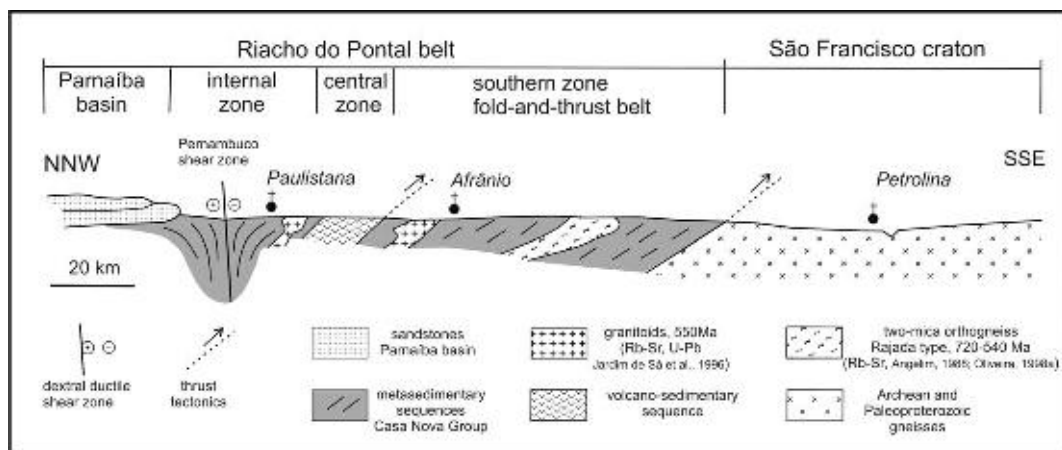 Riacho do Pontal belt
São Francisco craton
Parnaíba
basin
internal
zone
central
zone
southern zone
fold-and-thrust belt
NNW
Pernambuco
shear zone
Paulistana
Afrânio
Petrolina
SSE
20 km
dextral ductile
shear zone
thrust
tectonics
sandstones
Parnaíba basin
metasedimentary
sequences
Casa Nova Group
granitoids, 550Ma
(Rb-Sr, U-Pb
Jardim de Sá et al., 1996)
volcano-sedimentary
sequence
two-mica orthogneiss
Rajada type, 720-540 Ma
(Rb-Sr, Angelim, 1988; Oliveira, 1998a)
Archean and
Paleoproterozoic
gneisses